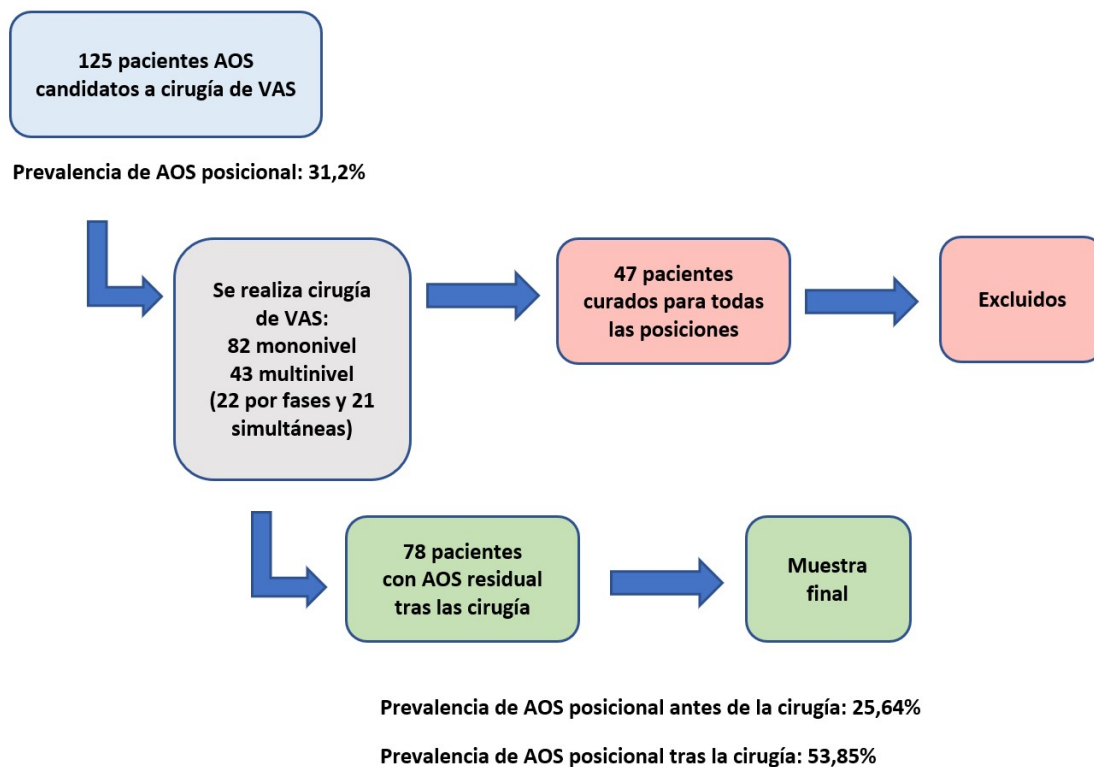 125 pacientes AOS
candidatos a cirugía de VAS
Prevalencia de AOS posicional: 31,2%
Se realiza cirugía
de VAS:
82 mononivel
43 multinivel
(22 por fases y 21
simultáneas)
47 pacientes
curados para todas
las posiciones
Excluidos
78 pacientes
con AOS residual
tras las cirugía
Muestra
final
Prevalencia de AOS posicional antes de la cirugía: 25,64%
Prevalencia de AOS posicional tras la cirugía: 53,85%